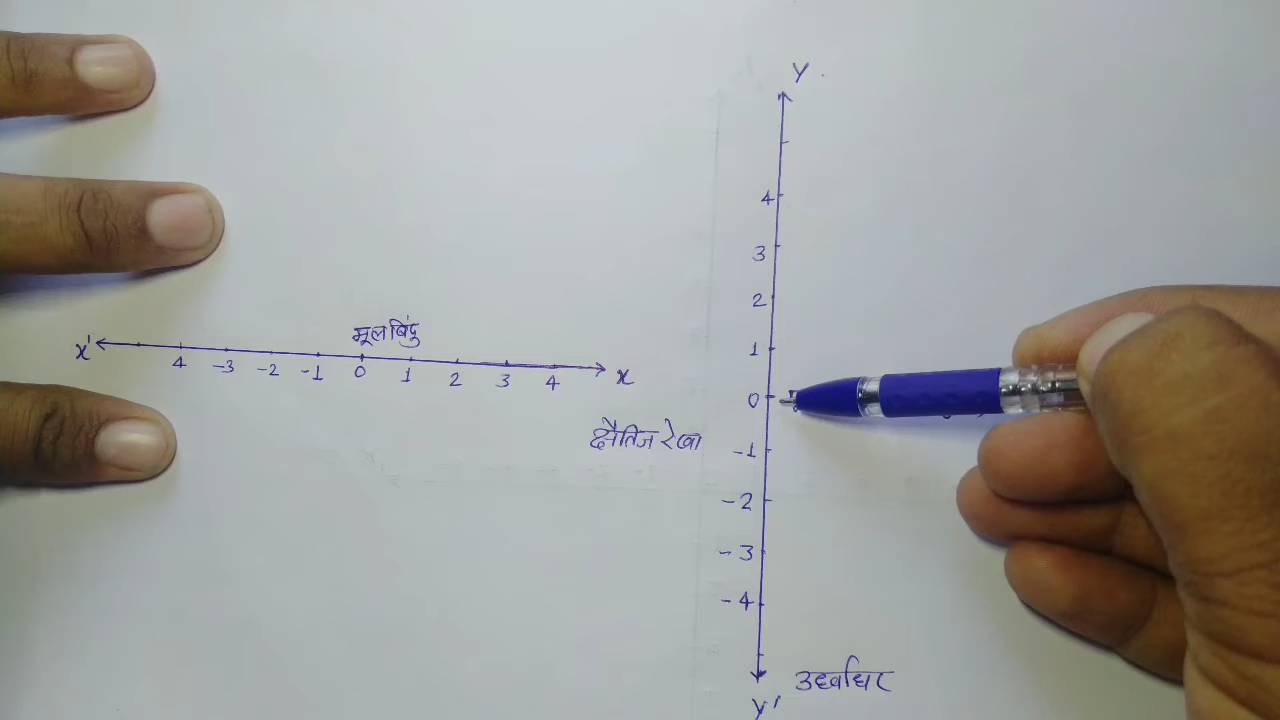 Y
4
3
2
1
0
-1
-2
-3
-4
Y'
मूलबिंदु
x' x
4 -3 -2 -1 0 1 2 3 4
क्षैतिज रेखा
उर्ध्वाधर